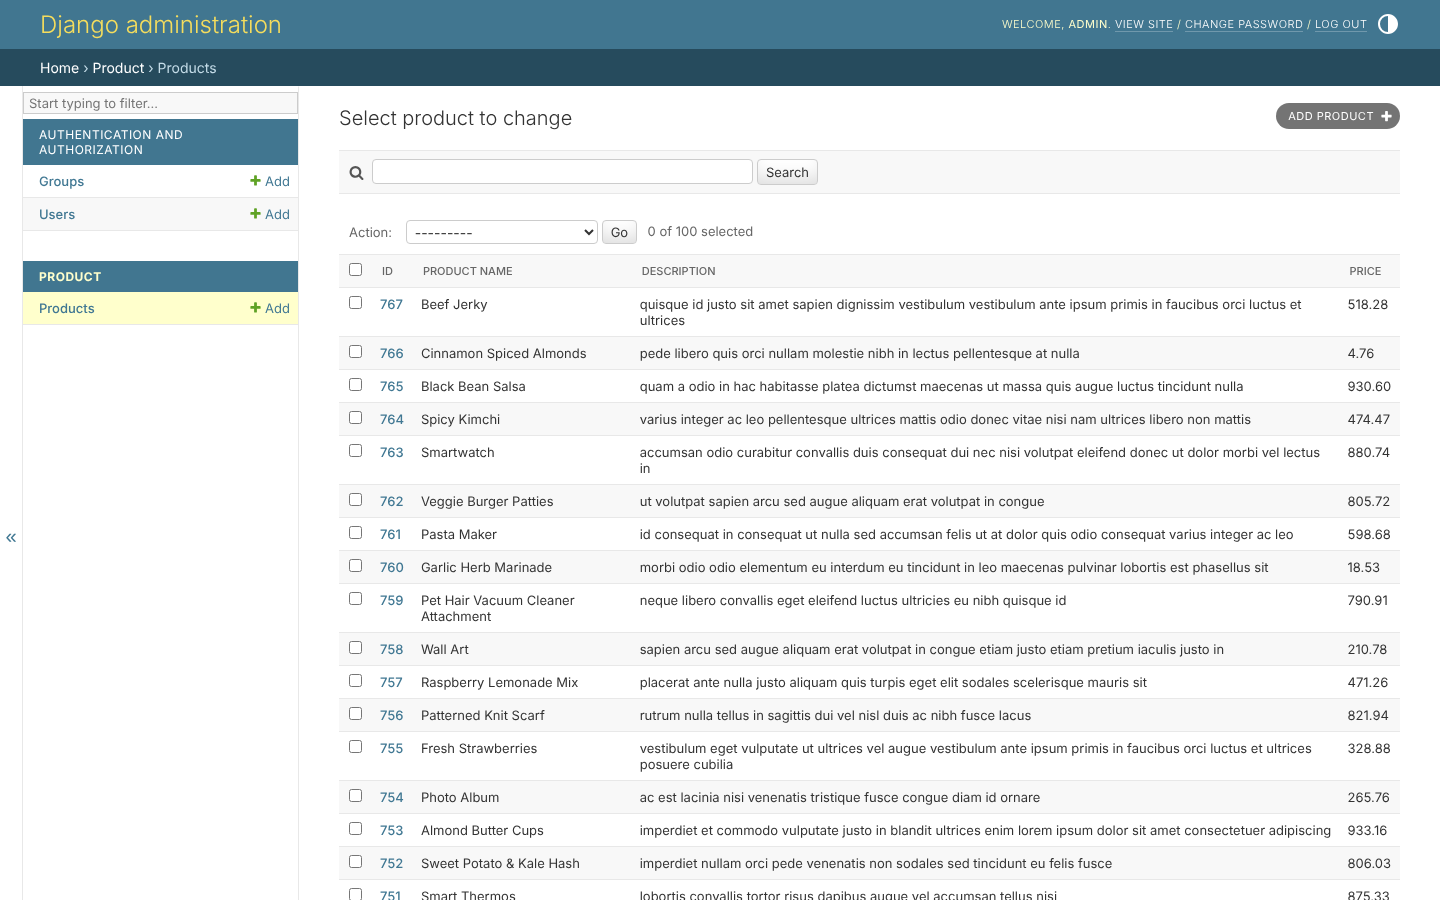 Django administration
WELCOME, ADMIN. VIEW SITE / CHANGE PASSWORD / LOG OUT
Home › Product › Products
Start typing to filter...
AUTHENTICATION AND
AUTHORIZATION
Groups
Add
Users
Add
PRODUCT
Products
Add
Select product to change
ADD PRODUCT
Search
Action:
---------
Go
0 of 100 selected
ID PRODUCT NAME DESCRIPTION PRICE
767 Beef Jerky quisque id justo sit amet sapien dignissim vestibulum vestibulum ante ipsum primis in faucibus orci luctus et 518.28
ultrices
766 Cinnamon Spiced Almonds pede libero quis orci nullam molestie nibh in lectus pellentesque at nulla 4.76
765 Black Bean Salsa quam a odio in hac habitasse platea dictumst maecenas ut massa quis augue luctus tincidunt nulla 930.60
764 Spicy Kimchi varius integer ac leo pellentesque ultrices mattis odio donec vitae nisi nam ultrices libero non mattis 474.47
763 Smartwatch accumsan odio curabitur convallis duis consequat dui nec nisi volutpat eleifend donec ut dolor morbi vel lectus 880.74
in
762 Veggie Burger Patties ut volutpat sapien arcu sed augue aliquam erat volutpat in congue 805.72
761 Pasta Maker id consequat in consequat ut nulla sed accumsan felis ut at dolor quis odio consequat varius integer ac leo 598.68
760 Garlic Herb Marinade morbi odio odio elementum eu interdum eu tincidunt in leo maecenas pulvinar lobortis est phasellus sit 18.53
759 Pet Hair Vacuum Cleaner neque libero convallis eget eleifend luctus ultricies eu nibh quisque id 790.91
Attachment
758 Wall Art sapien arcu sed augue aliquam erat volutpat in congue etiam justo etiam pretium iaculis justo in 210.78
757 Raspberry Lemonade Mix placerat ante nulla justo aliquam quis turpis eget elit sodales scelerisque mauris sit 471.26
756 Patterned Knit Scarf rutrum nulla tellus in sagittis dui vel nisl duis ac nibh fusce lacus 821.94
755 Fresh Strawberries vestibulum eget vulputate ut ultrices vel augue vestibulum ante ipsum primis in faucibus orci luctus et ultrices 328.88
posuere cubilia
754 Photo Album ac est lacinia nisi venenatis tristique fusce congue diam id ornare 265.76
753 Almond Butter Cups imperdiet et commodo vulputate justo in blandit ultrices enim lorem ipsum dolor sit amet consectetuer adipiscing 933.16
752 Sweet Potato & Kale Hash imperdiet nullam orci pede venenatis non sodales sed tincidunt eu felis fusce 806.03
751 Smart Thermos lobortis convallis tortor risus dapibus augue vel accumsan tellus nisi 875.33
«